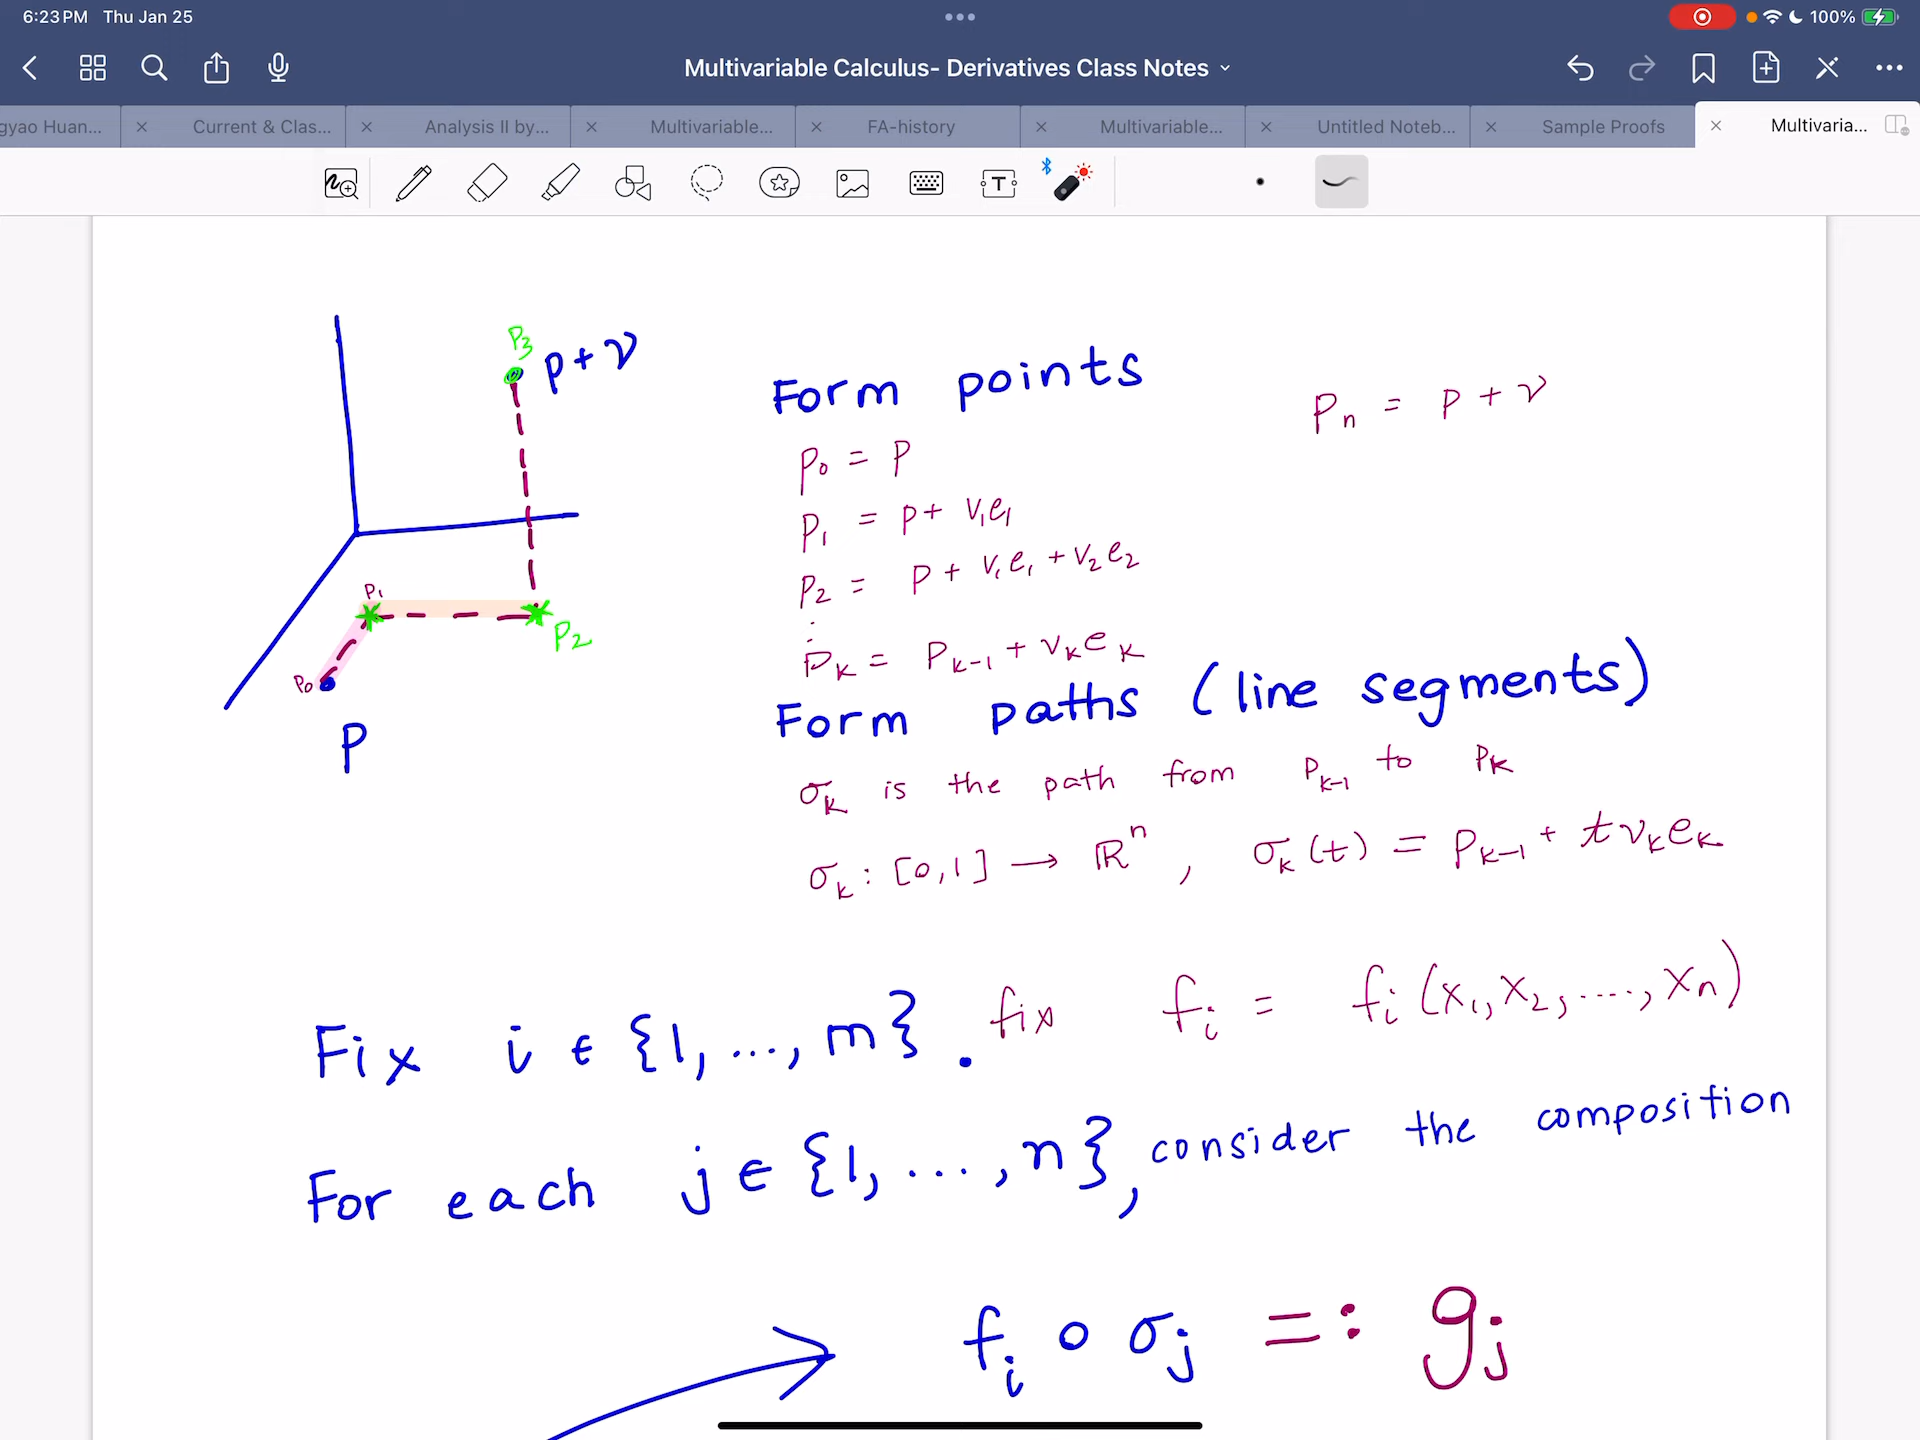 6:23 PM Thu Jan 25
100%
Multivariable Calculus- Derivatives Class Notes
gyao Huan...
Current & Clas...
Analysis II by...
Multivariable...
FA-history
Multivariable...
Untitled Noteb...
Sample Proofs
Multivaria...
P₃
p + v
P₁
P₂
P₀
P
Form points
pₙ = p + v
p₀ = p
p₁ = p + v₁e₁
p₂ = p + v₁e₁ + v₂e₂
⋮
pₖ = pₖ₋₁ + vₖeₖ
Form paths (line segments)
σₖ is the path from pₖ₋₁ to pₖ
σₖ : [0,1] → ℝⁿ , σₖ(t) = pₖ₋₁ + t vₖeₖ
Fix i ∈ {1, ..., m}. fix fᵢ = fᵢ(x₁, x₂, ....., xₙ)
For each j ∈ {1, ..., n}, consider the composition
fᵢ ∘ σⱼ =: gⱼ